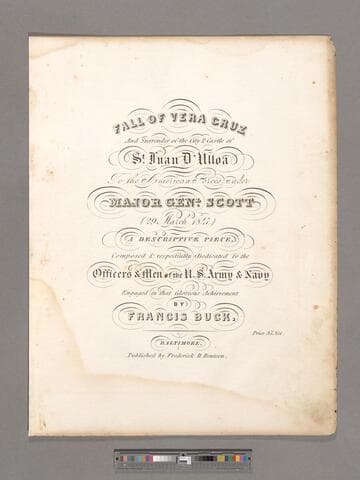 FALL OF VERA CRUZ
And Surrender of the City & Castle of
St. Juan D'Ulloa
To the American Forces under
MAJOR GENL. SCOTT
(29, March 1847.)
A DESCRIPTIVE PIECE,
Composed & respectfully Dedicated to the
Officers & Men of the U. S. Army & Navy
Engaged in that Glorious Achievement
BY
FRANCIS BUCK.
Price
BALTIMORE,
Published by Frederick D. Benteen.